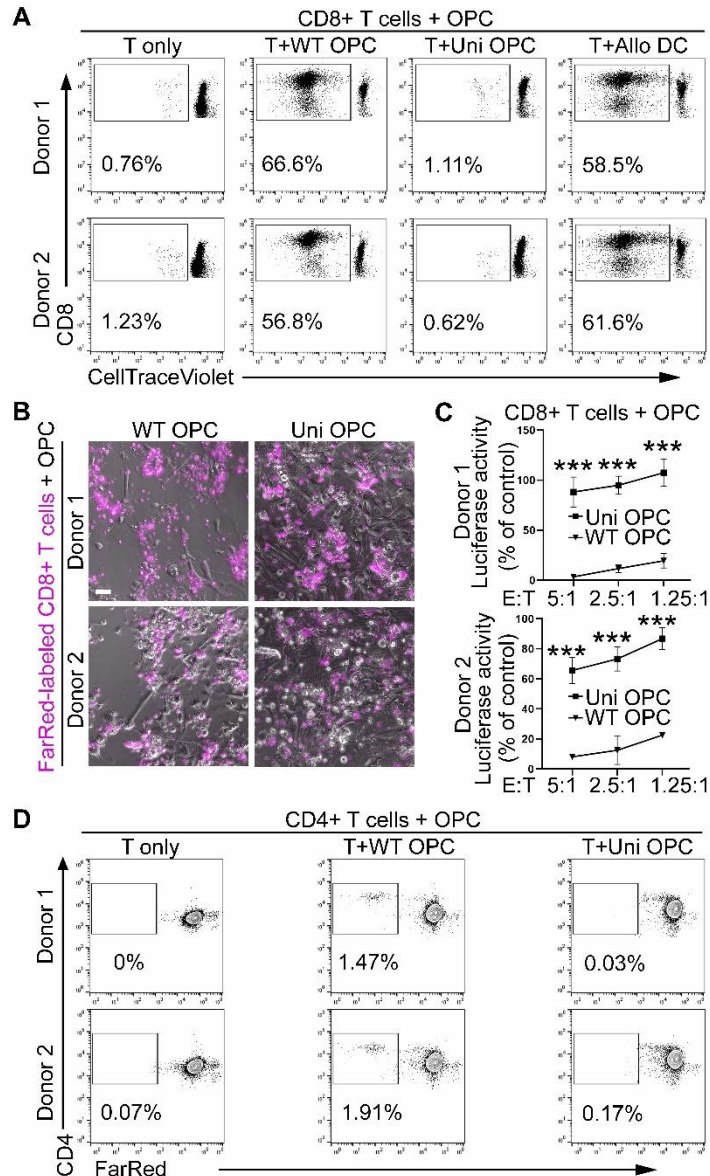 A
CD8+ T cells + OPC
T only T+WT OPC T+Uni OPC T+Allo DC
Donor 1
0.76% 66.6% 1.11% 58.5%
Donor 2
1.23% 56.8% 0.62% 61.6%
CD8
CellTraceViolet
B
WT OPC Uni OPC
FarRed-labeled CD8+ T cells + OPC
Donor 1
Donor 2
C
CD8+ T cells + OPC
Donor 1
Luciferase activity
(% of control)
150
100
50
0
*** *** ***
Uni OPC
WT OPC
E:T 5:1 2.5:1 1.25:1
Donor 2
Luciferase activity
(% of control)
100
80
60
40
20
0
*** *** ***
Uni OPC
WT OPC
E:T 5:1 2.5:1 1.25:1
D
CD4+ T cells + OPC
T only T+WT OPC T+Uni OPC
Donor 1
0% 1.47% 0.03%
Donor 2
0.07% 1.91% 0.17%
CD4
FarRed